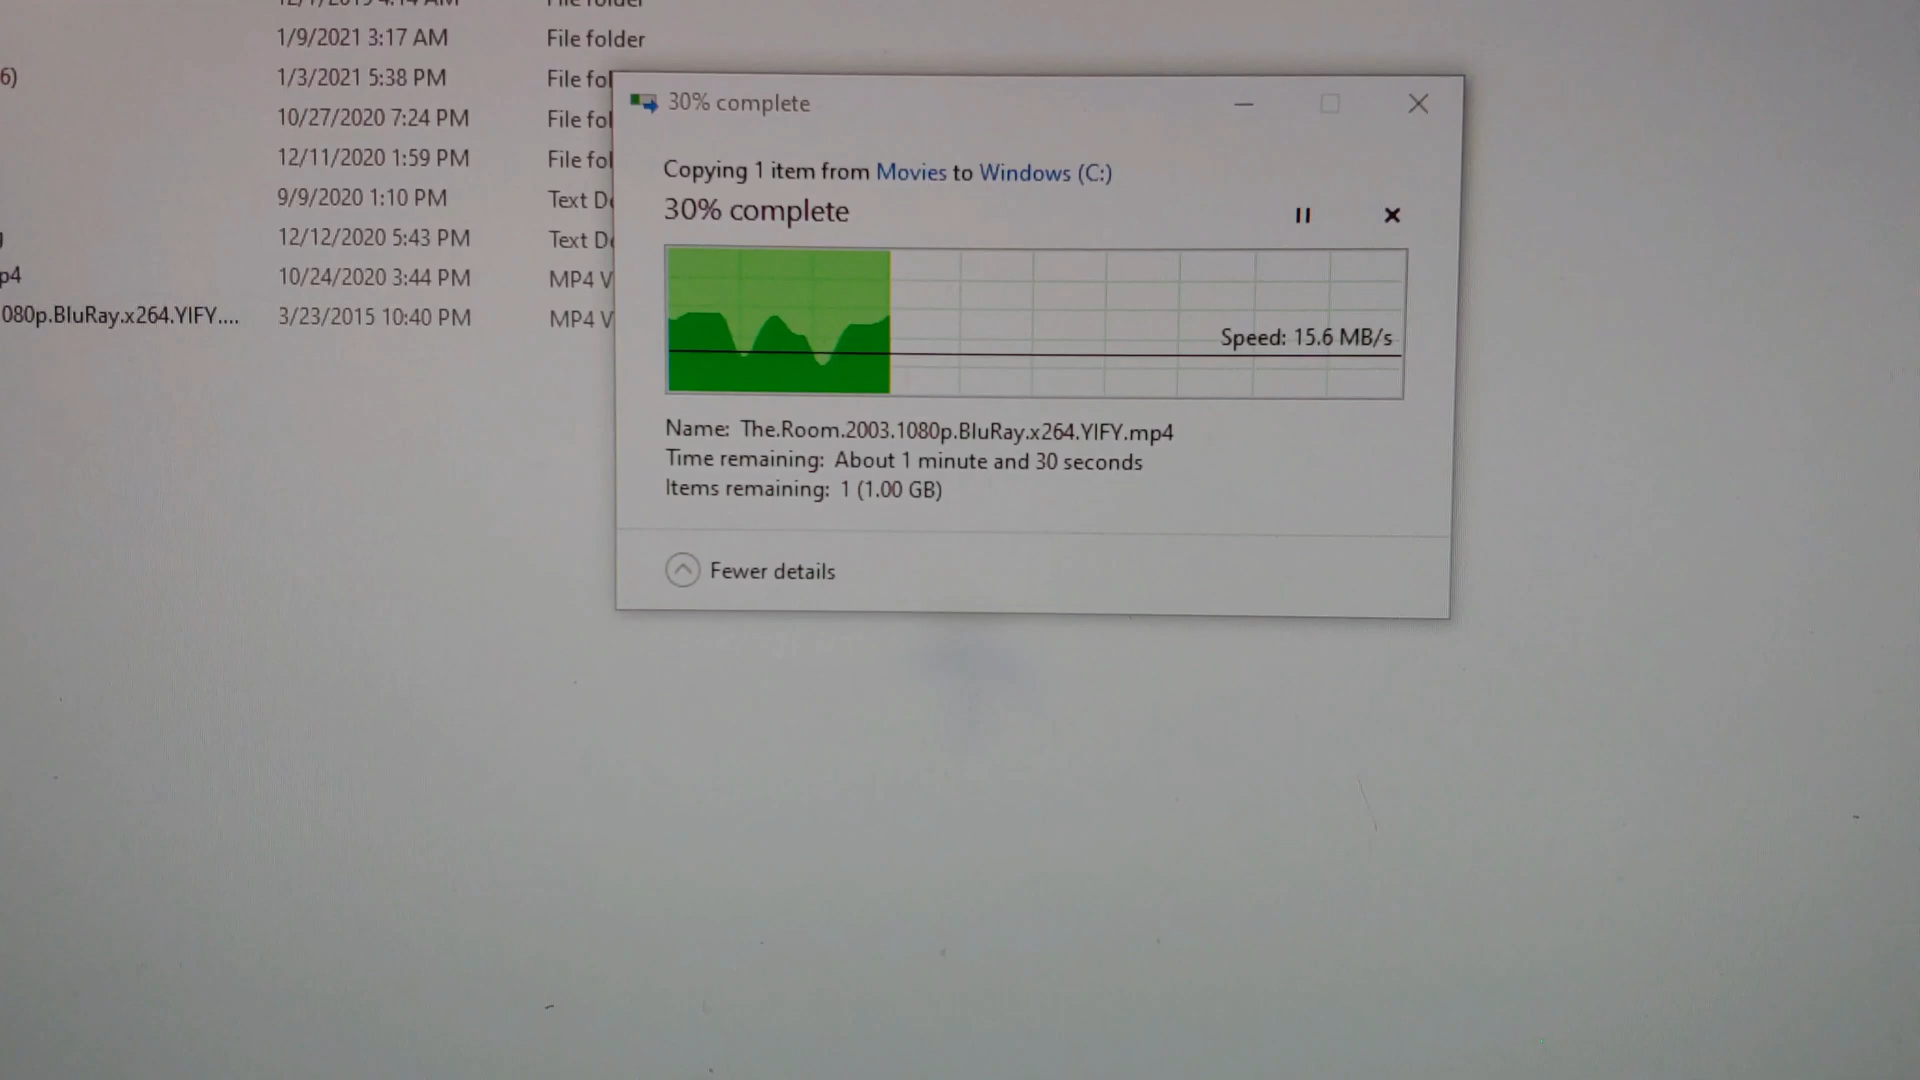 File folder
1/9/2021 3:17 AM File folder
6) 1/3/2021 5:38 PM File fol
10/27/2020 7:24 PM File fol
12/11/2020 1:59 PM File fol
9/9/2020 1:10 PM Text D
12/12/2020 5:43 PM Text D
p4 10/24/2020 3:44 PM MP4 V
080p.BluRay.x264.YIFY.... 3/23/2015 10:40 PM MP4 V
30% complete
Copying 1 item from Movies to Windows (C:)
30% complete
Speed: 15.6 MB/s
Name: The.Room.2003.1080p.BluRay.x264.YIFY.mp4
Time remaining: About 1 minute and 30 seconds
Items remaining: 1 (1.00 GB)
Fewer details